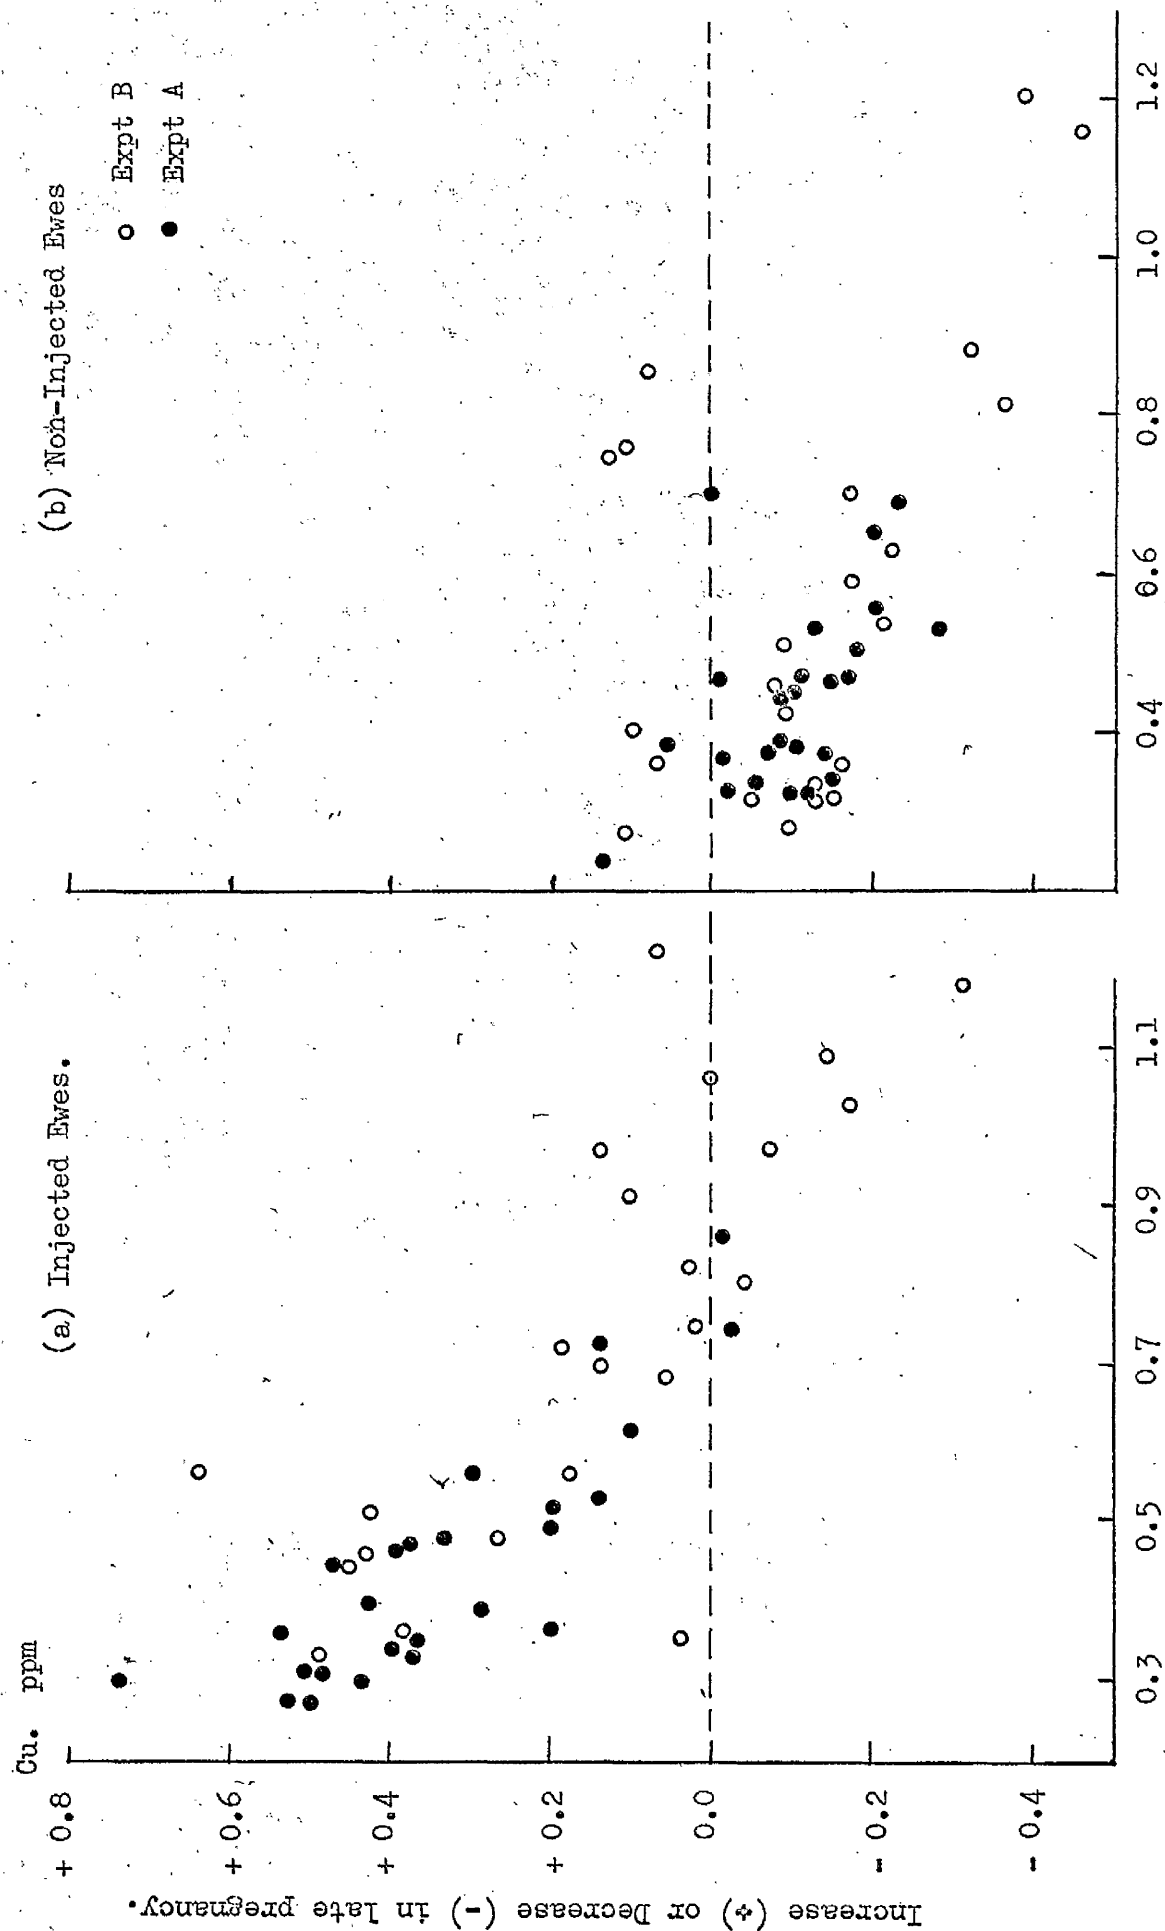 Cu. ppm
(a) Injected Ewes.
(b) Non-Injected Ewes
Expt B
Expt A
Increase (+) or Decrease (-) in late pregnancy.
+ 0.8
+ 0.6
+ 0.4
+ 0.2
0.0
- 0.2
- 0.4
0.3 0.5 0.7 0.9 1.1
0.4 0.6 0.8 1.0 1.2